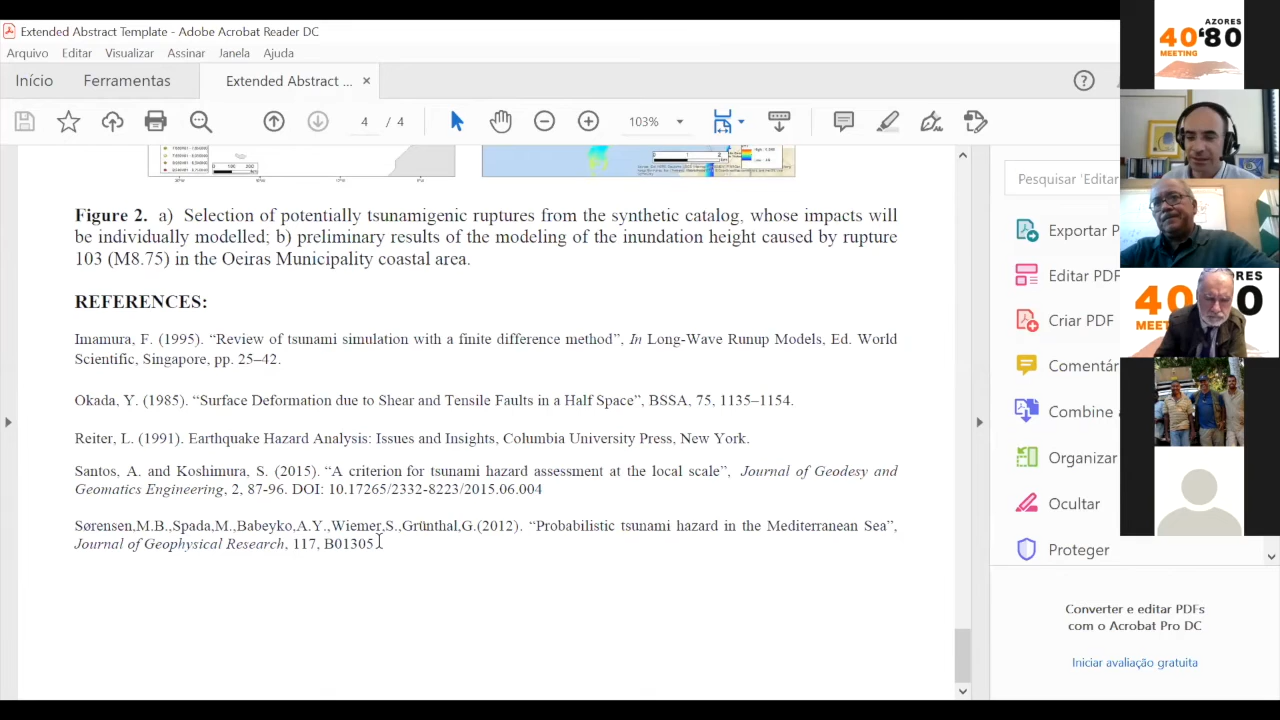 Extended Abstract Template - Adobe Acrobat Reader DC
Arquivo Editar Visualizar Assinar Janela Ajuda
Início Ferramentas Extended Abstract ... ×
4 / 4 103%
Figure 2. a) Selection of potentially tsunamigenic ruptures from the synthetic catalog, whose impacts will
be individually modelled; b) preliminary results of the modeling of the inundation height caused by rupture
103 (M8.75) in the Oeiras Municipality coastal area.
REFERENCES:
Imamura, F. (1995). “Review of tsunami simulation with a finite difference method”, In Long-Wave Runup Models, Ed. World
Scientific, Singapore, pp. 25–42.
Okada, Y. (1985). “Surface Deformation due to Shear and Tensile Faults in a Half Space”, BSSA, 75, 1135–1154.
Reiter, L. (1991). Earthquake Hazard Analysis: Issues and Insights, Columbia University Press, New York.
Santos, A. and Koshimura, S. (2015). “A criterion for tsunami hazard assessment at the local scale”, Journal of Geodesy and
Geomatics Engineering, 2, 87-96. DOI: 10.17265/2332-8223/2015.06.004
Sørensen,M.B.,Spada,M.,Babeyko,A.Y.,Wiemer,S.,Grünthal,G.(2012). “Probabilistic tsunami hazard in the Mediterranean Sea”,
Journal of Geophysical Research, 117, B01305
Pesquisar 'Editar
Exportar P
Editar PDF
Criar PDF
Comentár
Combine a
Organizar
Ocultar
Proteger
Converter e editar PDFs
com o Acrobat Pro DC
Iniciar avaliação gratuita
AZORES
40‘80
MEETING
RES
40 0
MEET